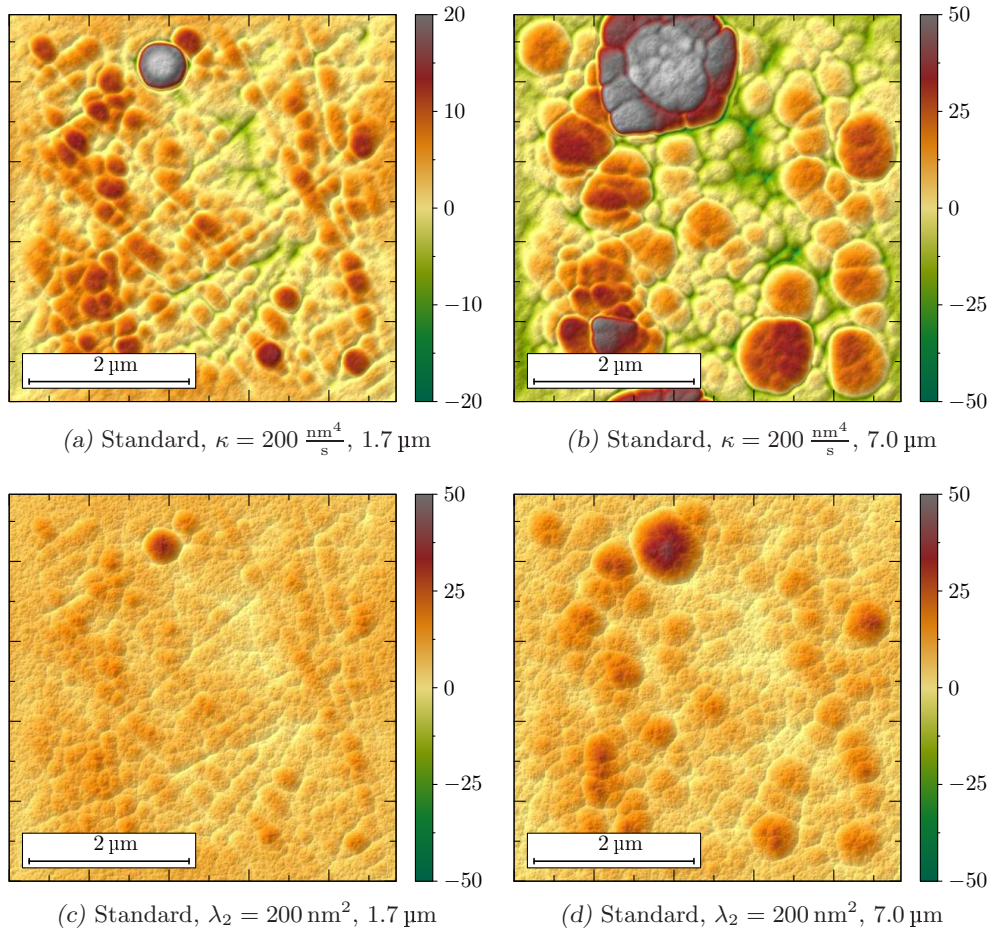 20
10
0
−10
−20
2 µm
50
25
0
−25
−50
2 µm
(a) Standard, κ = 200 nm⁴/s, 1.7 µm
(b) Standard, κ = 200 nm⁴/s, 7.0 µm
50
25
0
−25
−50
2 µm
50
25
0
−25
−50
2 µm
(c) Standard, λ₂ = 200 nm², 1.7 µm
(d) Standard, λ₂ = 200 nm², 7.0 µm